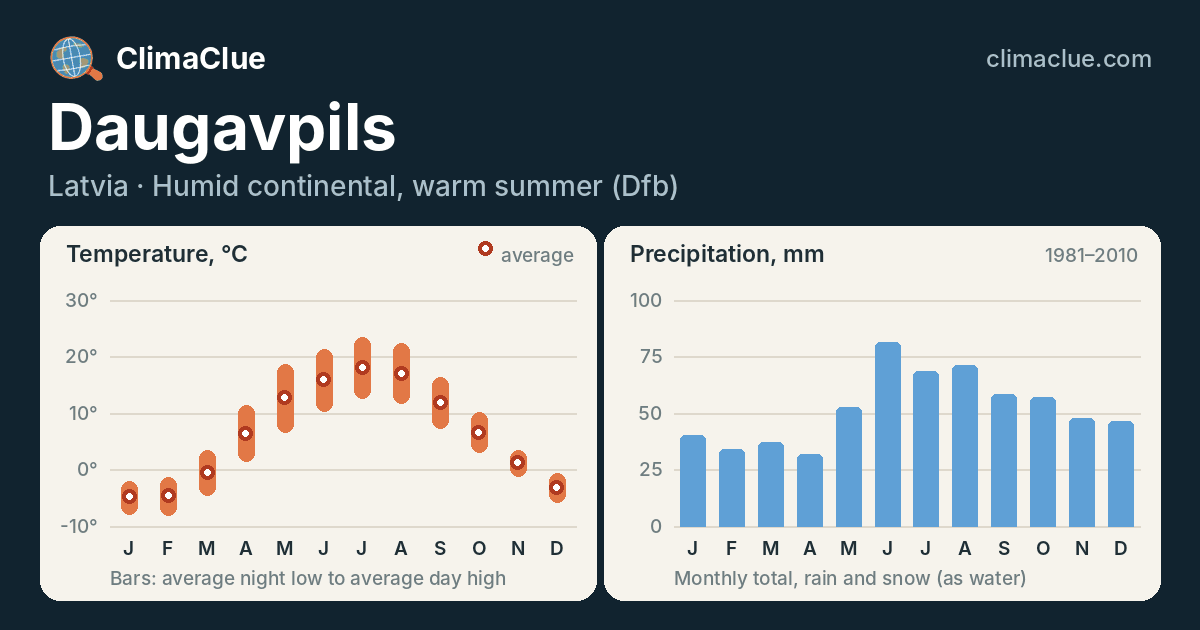 ClimaClue
climaclue.com
Daugavpils
Latvia · Humid continental, warm summer (Dfb)
Temperature, °C
average
30°
20°
10°
0°
-10°
J F M A M J J A S O N D
Bars: average night low to average day high
Precipitation, mm
1981–2010
100
75
50
25
0
J F M A M J J A S O N D
Monthly total, rain and snow (as water)